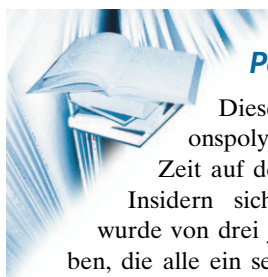 Diese
onspoly
Zeit auf de
Insidern sich
wurde von drei
ben, die alle ein se